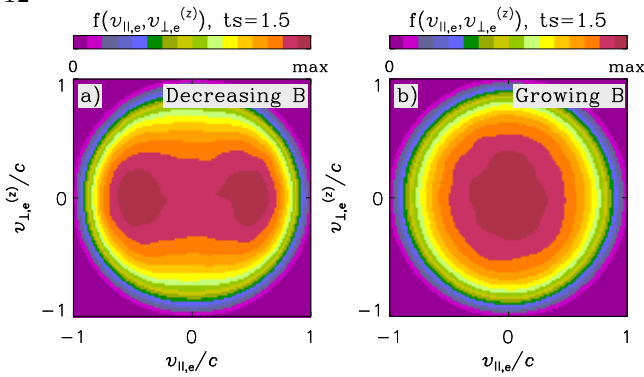 f(v||,e,v⊥,e(z)), ts=1.5 f(v||,e,v⊥,e(z)), ts=1.5
0 max 0 max
a) Decreasing B b) Growing B
1 1
v⊥,e(z)/c 0 v⊥,e(z)/c 0
−1 −1
−1 0 1 −1 0 1
v||,e/c v||,e/c